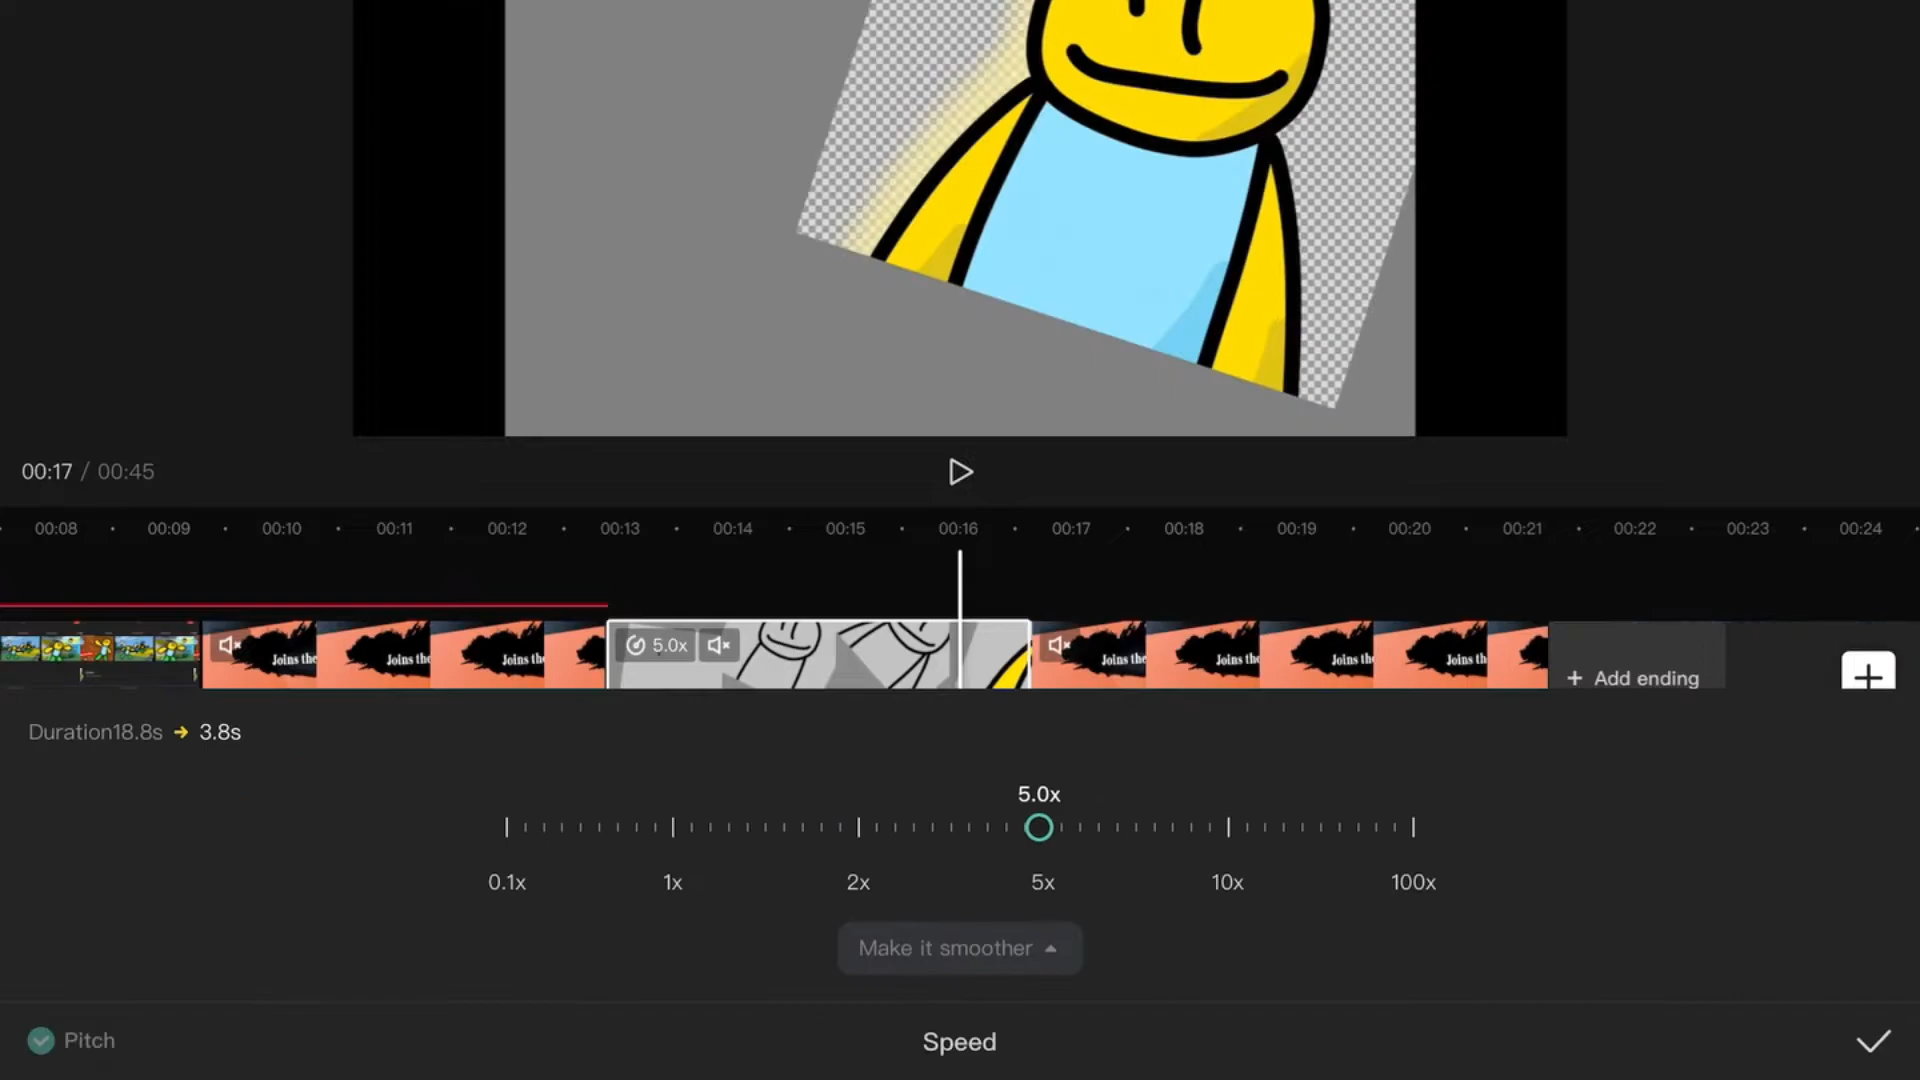 00:17 / 00:45
00:08 00:09 00:10 00:11 00:12 00:13 00:14 00:15 00:16 00:17 00:18 00:19 00:20 00:21 00:22 00:23 00:24
Joins the Joins the Joins the 5.0x Joins the Joins the Joins th Joins th + Add ending
Duration18.8s → 3.8s
5.0x
0.1x 1x 2x 5x 10x 100x
Make it smoother
Pitch Speed